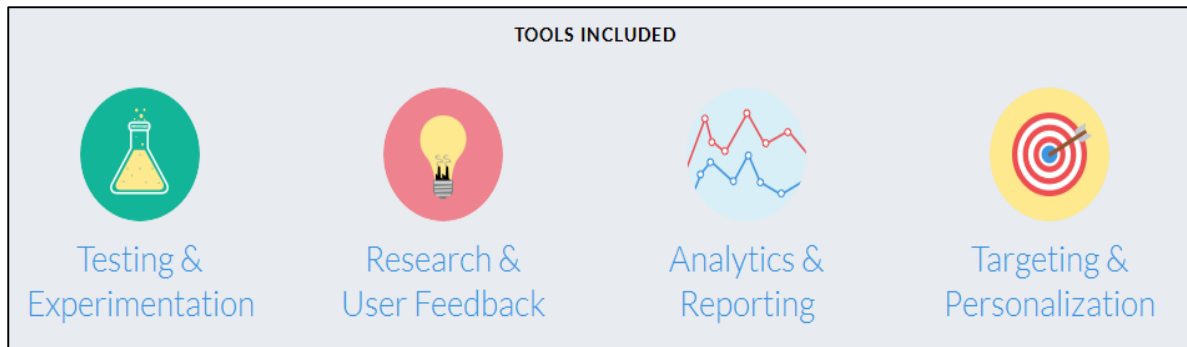 TOOLS INCLUDED
Testing &
Experimentation
Research &
User Feedback
Analytics &
Reporting
Targeting &
Personalization